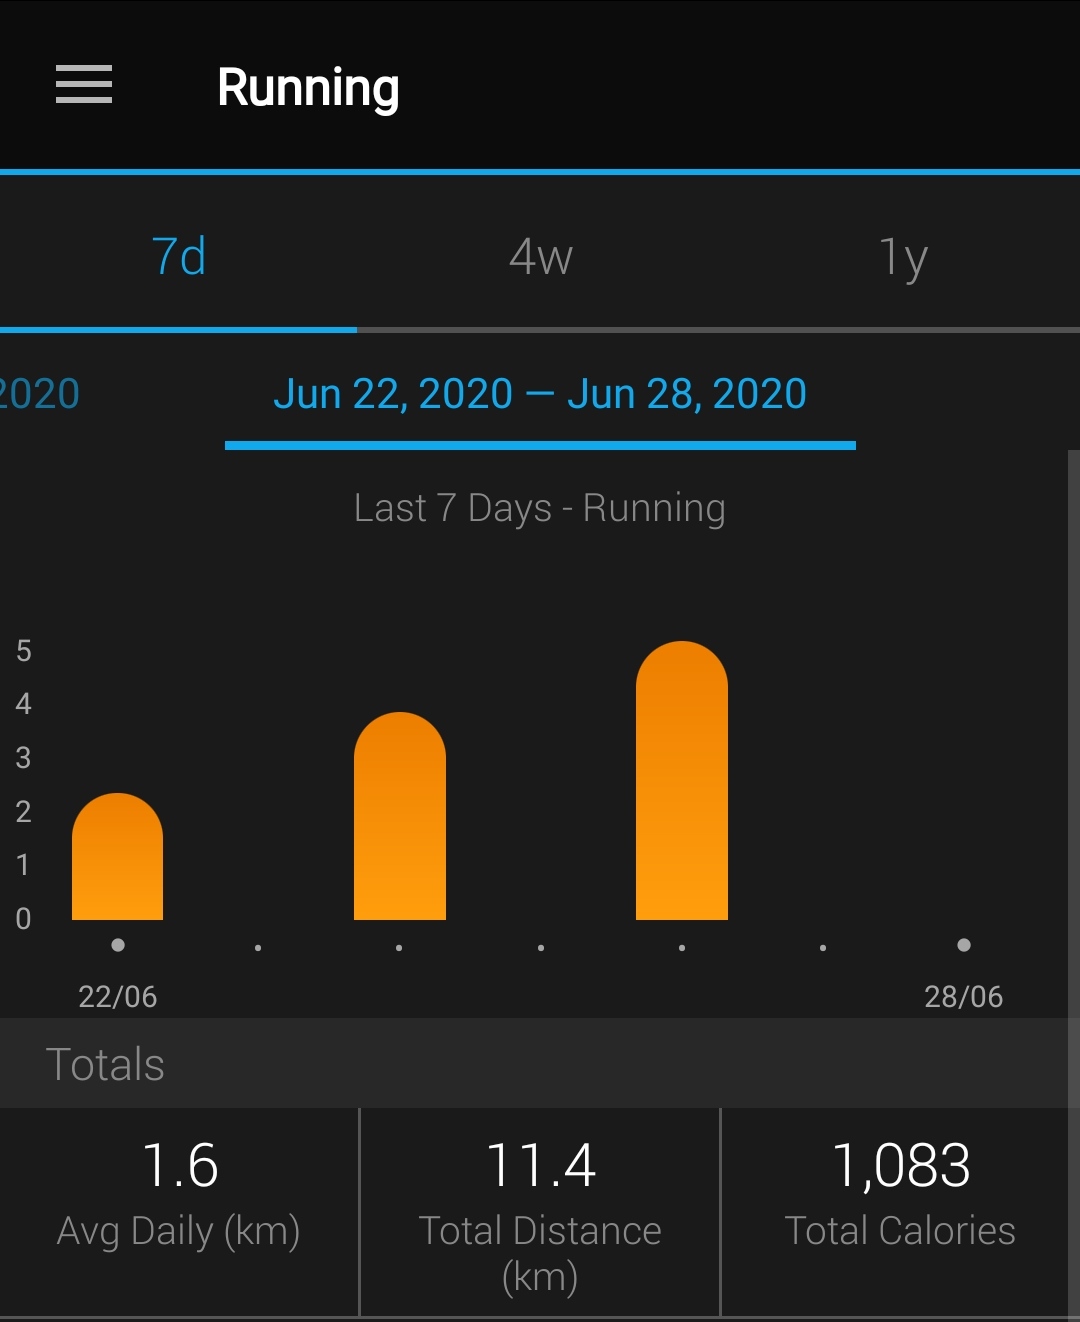 Running
7d 4w 1y
2020 Jun 22, 2020 — Jun 28, 2020
Last 7 Days - Running
5
4
3
2
1
0
22/06 28/06
Totals
1.6 11.4 1,083
Avg Daily (km) Total Distance (km) Total Calories